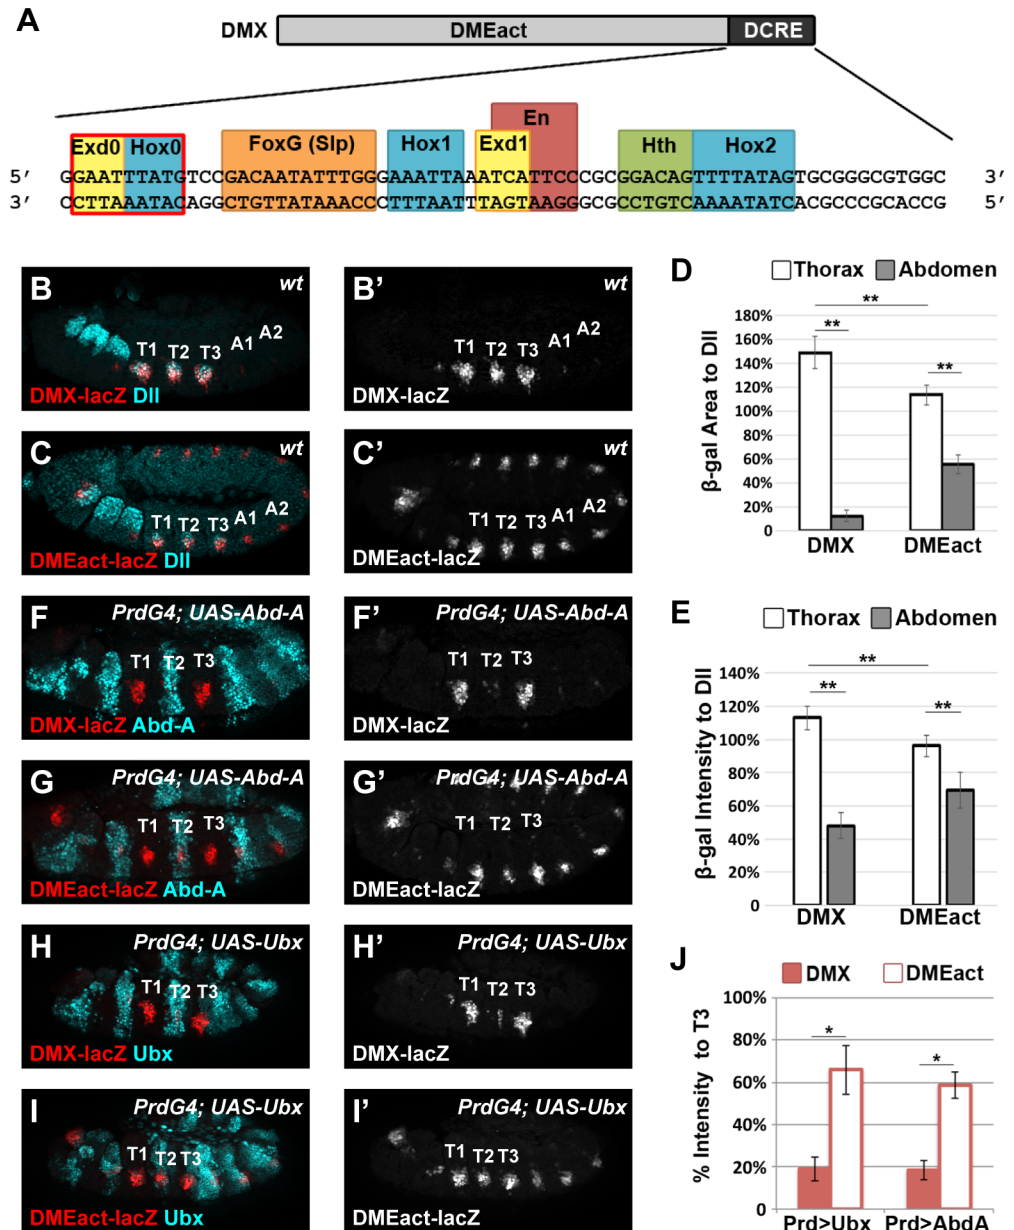 A
DMX DMEact DCRE
En
Exd0 Hox0 FoxG (Slp) Hox1 Exd1 Hth Hox2
5′ GGAATTTATGTCCGACAATATTTGGGAAATTAAATCATTCCCGCGGACAGTTTTATAGTGCGGGCGTGGC 3′
3′ CCTTAAATACAGGCTGTTATAAACCCTTTAATTTAGTAAGGGCGCCTGTCAAAATATCACGCCCGCACCG 5′
B wt
T1 T2 T3 A1 A2
DMX-lacZ Dll
B’ wt
T1 T2 T3 A1 A2
DMX-lacZ
C wt
T1 T2 T3 A1 A2
DMEact-lacZ Dll
C’ wt
T1 T2 T3 A1 A2
DMEact-lacZ
D
Thorax Abdomen
**
** **
β-gal Area to Dll
180%
160%
140%
120%
100%
80%
60%
40%
20%
0
DMX DMEact
F PrdG4; UAS-Abd-A
T1 T2 T3
DMX-lacZ Abd-A
F’ PrdG4; UAS-Abd-A
T1 T2 T3
DMX-lacZ
G PrdG4; UAS-Abd-A
T1 T2 T3
DMEact-lacZ Abd-A
G’ PrdG4; UAS-Abd-A
T1 T2 T3
DMEact-lacZ
E
Thorax Abdomen
**
** **
β-gal Intensity to Dll
140%
120%
100%
80%
60%
40%
20%
0
DMX DMEact
H PrdG4; UAS-Ubx
T1 T2 T3
DMX-lacZ Ubx
H’ PrdG4; UAS-Ubx
T1 T2 T3
DMX-lacZ
I PrdG4; UAS-Ubx
T1 T2 T3
DMEact-lacZ Ubx
I’ PrdG4; UAS-Ubx
T1 T2 T3
DMEact-lacZ
J
DMX DMEact
* *
% Intensity to T3
100%
80%
60%
40%
20%
0
Prd>Ubx Prd>AbdA